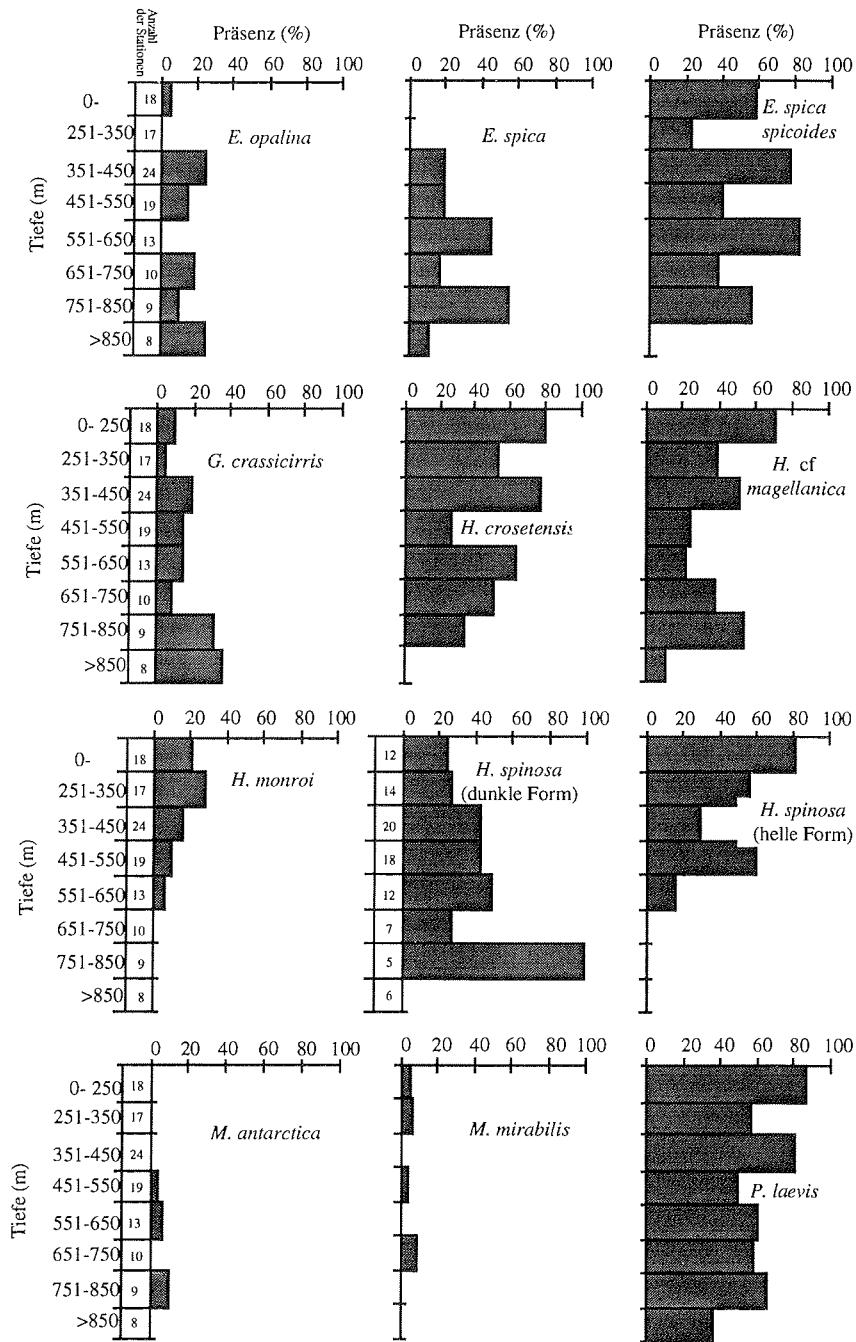 Anzahl
der Stationen
Präsenz (%)
Präsenz (%)
0 20 40 60 80 100
0 20 40 60 80 100
0 20 40 60 80 100
Tiefe (m)
0- 18
251-350 17
351-450 24
451-550 19
551-650 13
651-750 10
751-850 9
>850 8
E. opalina
E. spica
E. spica
spicoides
0 20 40 60 80 100
0 20 40 60 80 100
0 20 40 60 80 100
Tiefe (m)
0- 250 18
251-350 17
351-450 24
451-550 19
551-650 13
651-750 10
751-850 9
>850 8
G. crassicirris
H. crosetensis
H. cf
magellanica
0 20 40 60 80 100
0 20 40 60 80 100
0 20 40 60 80 100
Tiefe (m)
0- 18
251-350 17
351-450 24
451-550 19
551-650 13
651-750 10
751-850 9
>850 8
H. monroi
12
14
20
18
12
7
5
6
H. spinosa
(dunkle Form)
H. spinosa
(helle Form)
0 20 40 60 80 100
0 20 40 60 80 100
0 20 40 60 80 100
Tiefe (m)
0- 250 18
251-350 17
351-450 24
451-550 19
551-650 13
651-750 10
751-850 9
>850 8
M. antarctica
M. mirabilis
P. laevis